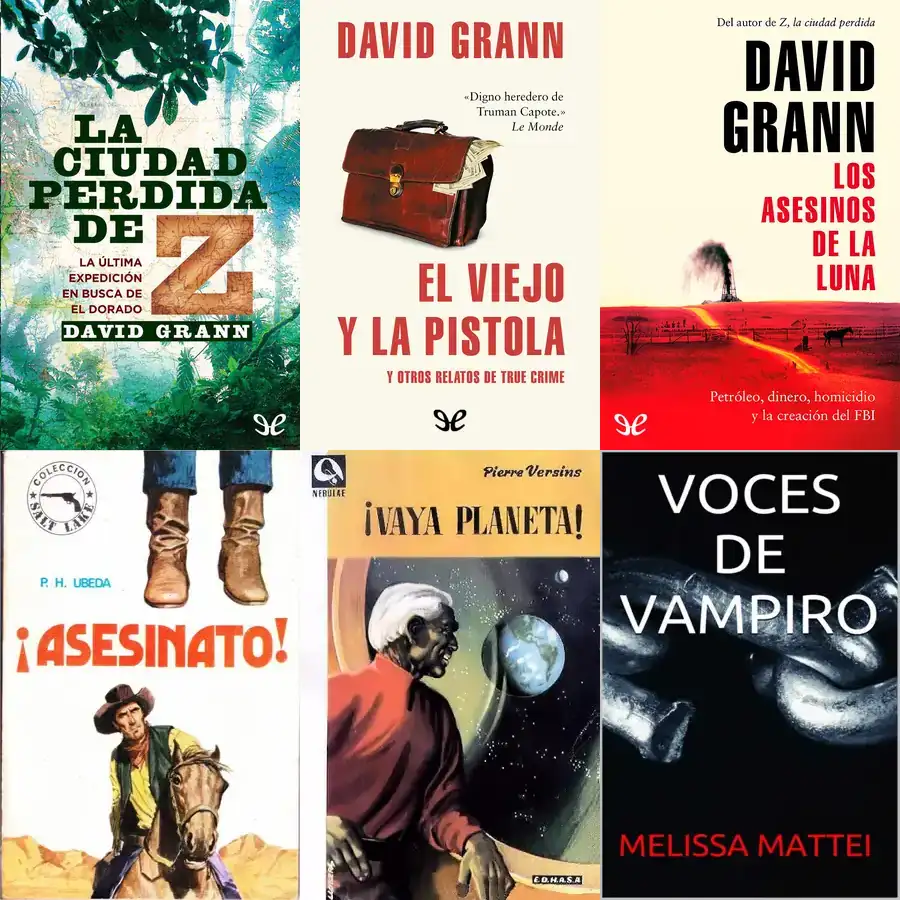 LA
CIUDAD
PERDIDA
DE Z
LA ÚLTIMA
EXPEDICIÓN
EN BUSCA DE
EL DORADO
DAVID GRANN
DAVID GRANN
«Digno heredero de
Truman Capote.»
Le Monde
EL VIEJO
Y LA PISTOLA
Y OTROS RELATOS DE TRUE CRIME
Del autor de Z, la ciudad perdida
DAVID
GRANN
LOS
ASESINOS
DE LA
LUNA
Petróleo, dinero, homicidio
y la creación del FBI
COLECCION
SALT LAKE
P. H. UBEDA
¡ASESINATO!
NEBULAE
Pierre Versins
¡VAYA PLANETA!
E.D.H.A.S.A
VOCES
DE
VAMPIRO
MELISSA MATTEI